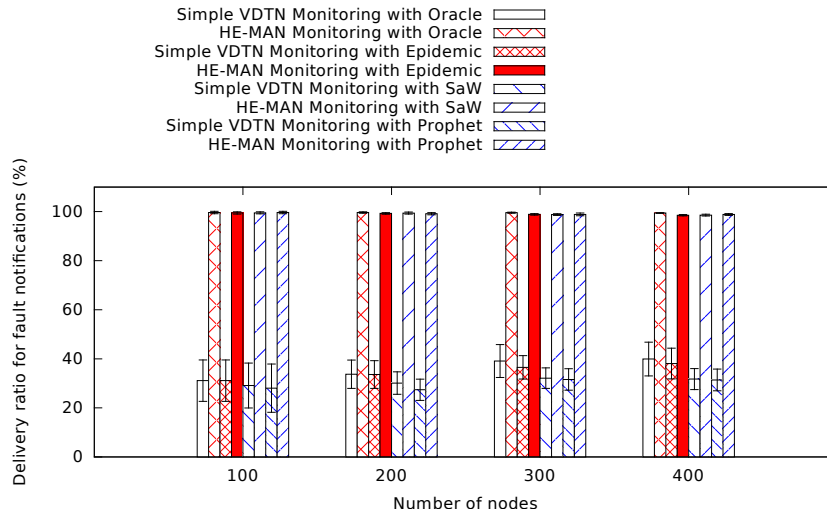 Simple VDTN Monitoring with Oracle
HE-MAN Monitoring with Oracle
Simple VDTN Monitoring with Epidemic
HE-MAN Monitoring with Epidemic
Simple VDTN Monitoring with SaW
HE-MAN Monitoring with SaW
Simple VDTN Monitoring with Prophet
HE-MAN Monitoring with Prophet
Delivery ratio for fault notifications (%)
100
80
60
40
20
0
100 200 300 400
Number of nodes